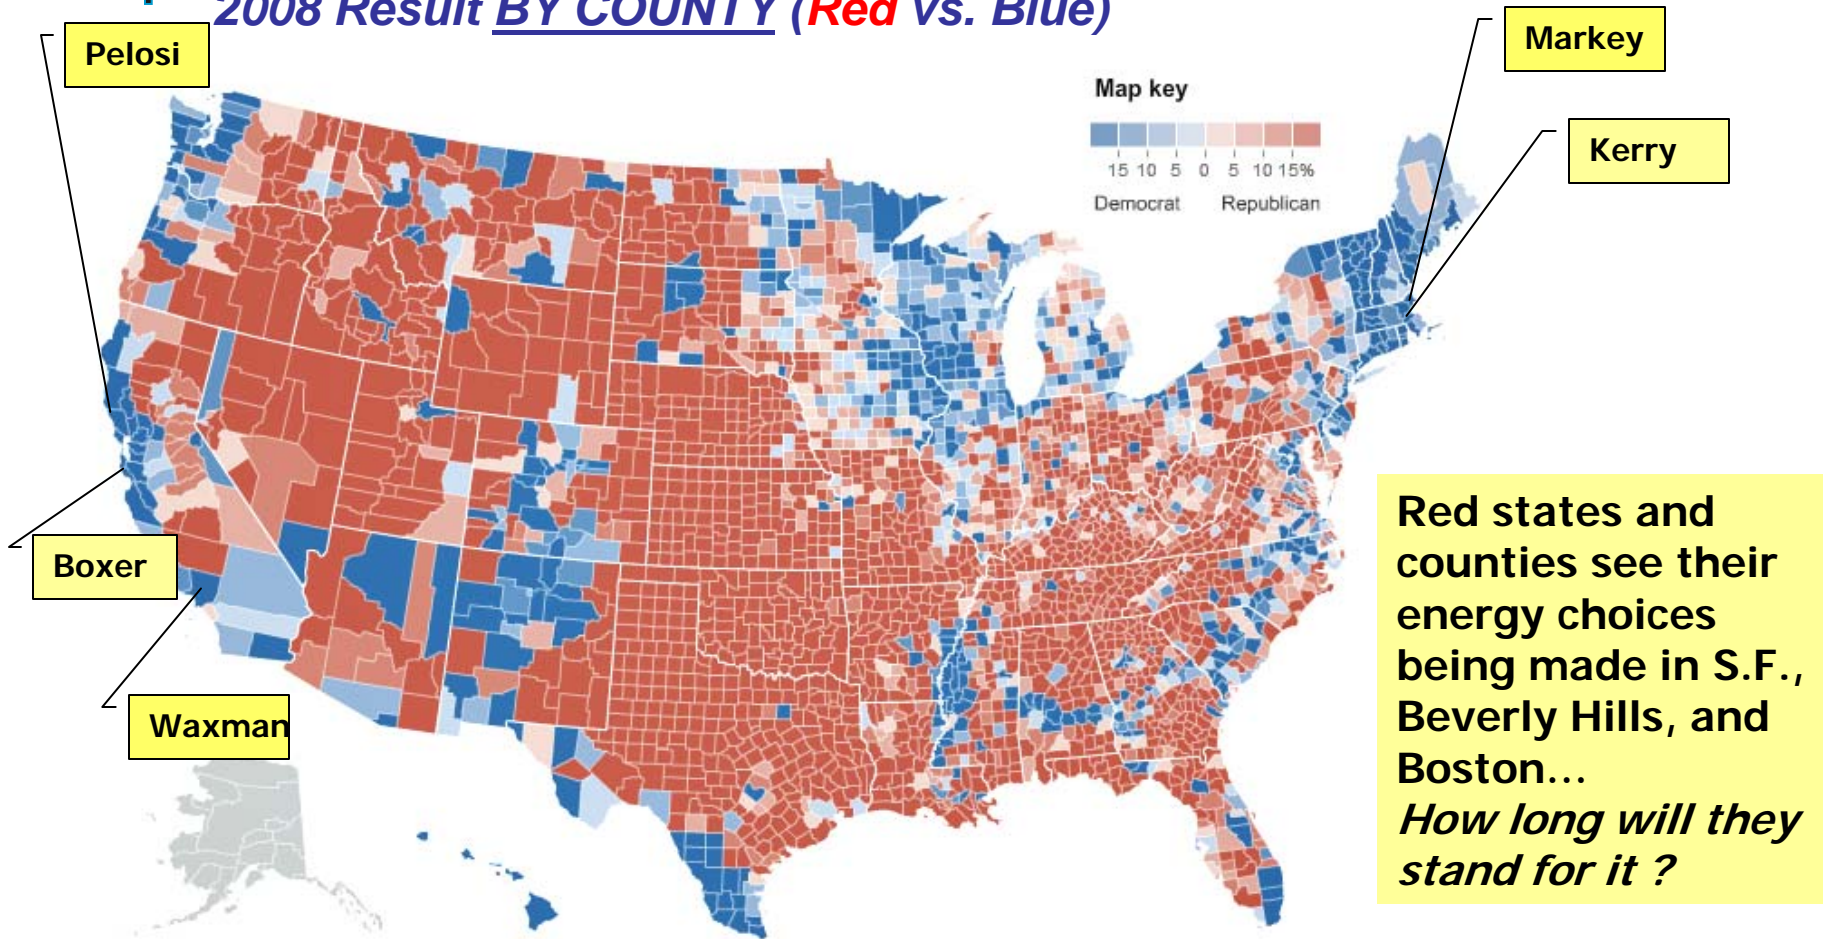 2008 Result BY COUNTY (Red vs. Blue)
Pelosi
Markey
Map key
Kerry
15 10 5 0 5 10 15%
Democrat Republican
Boxer
Waxman
Red states and
counties see their
energy choices
being made in S.F.,
Beverly Hills, and
Boston...
How long will they
stand for it ?